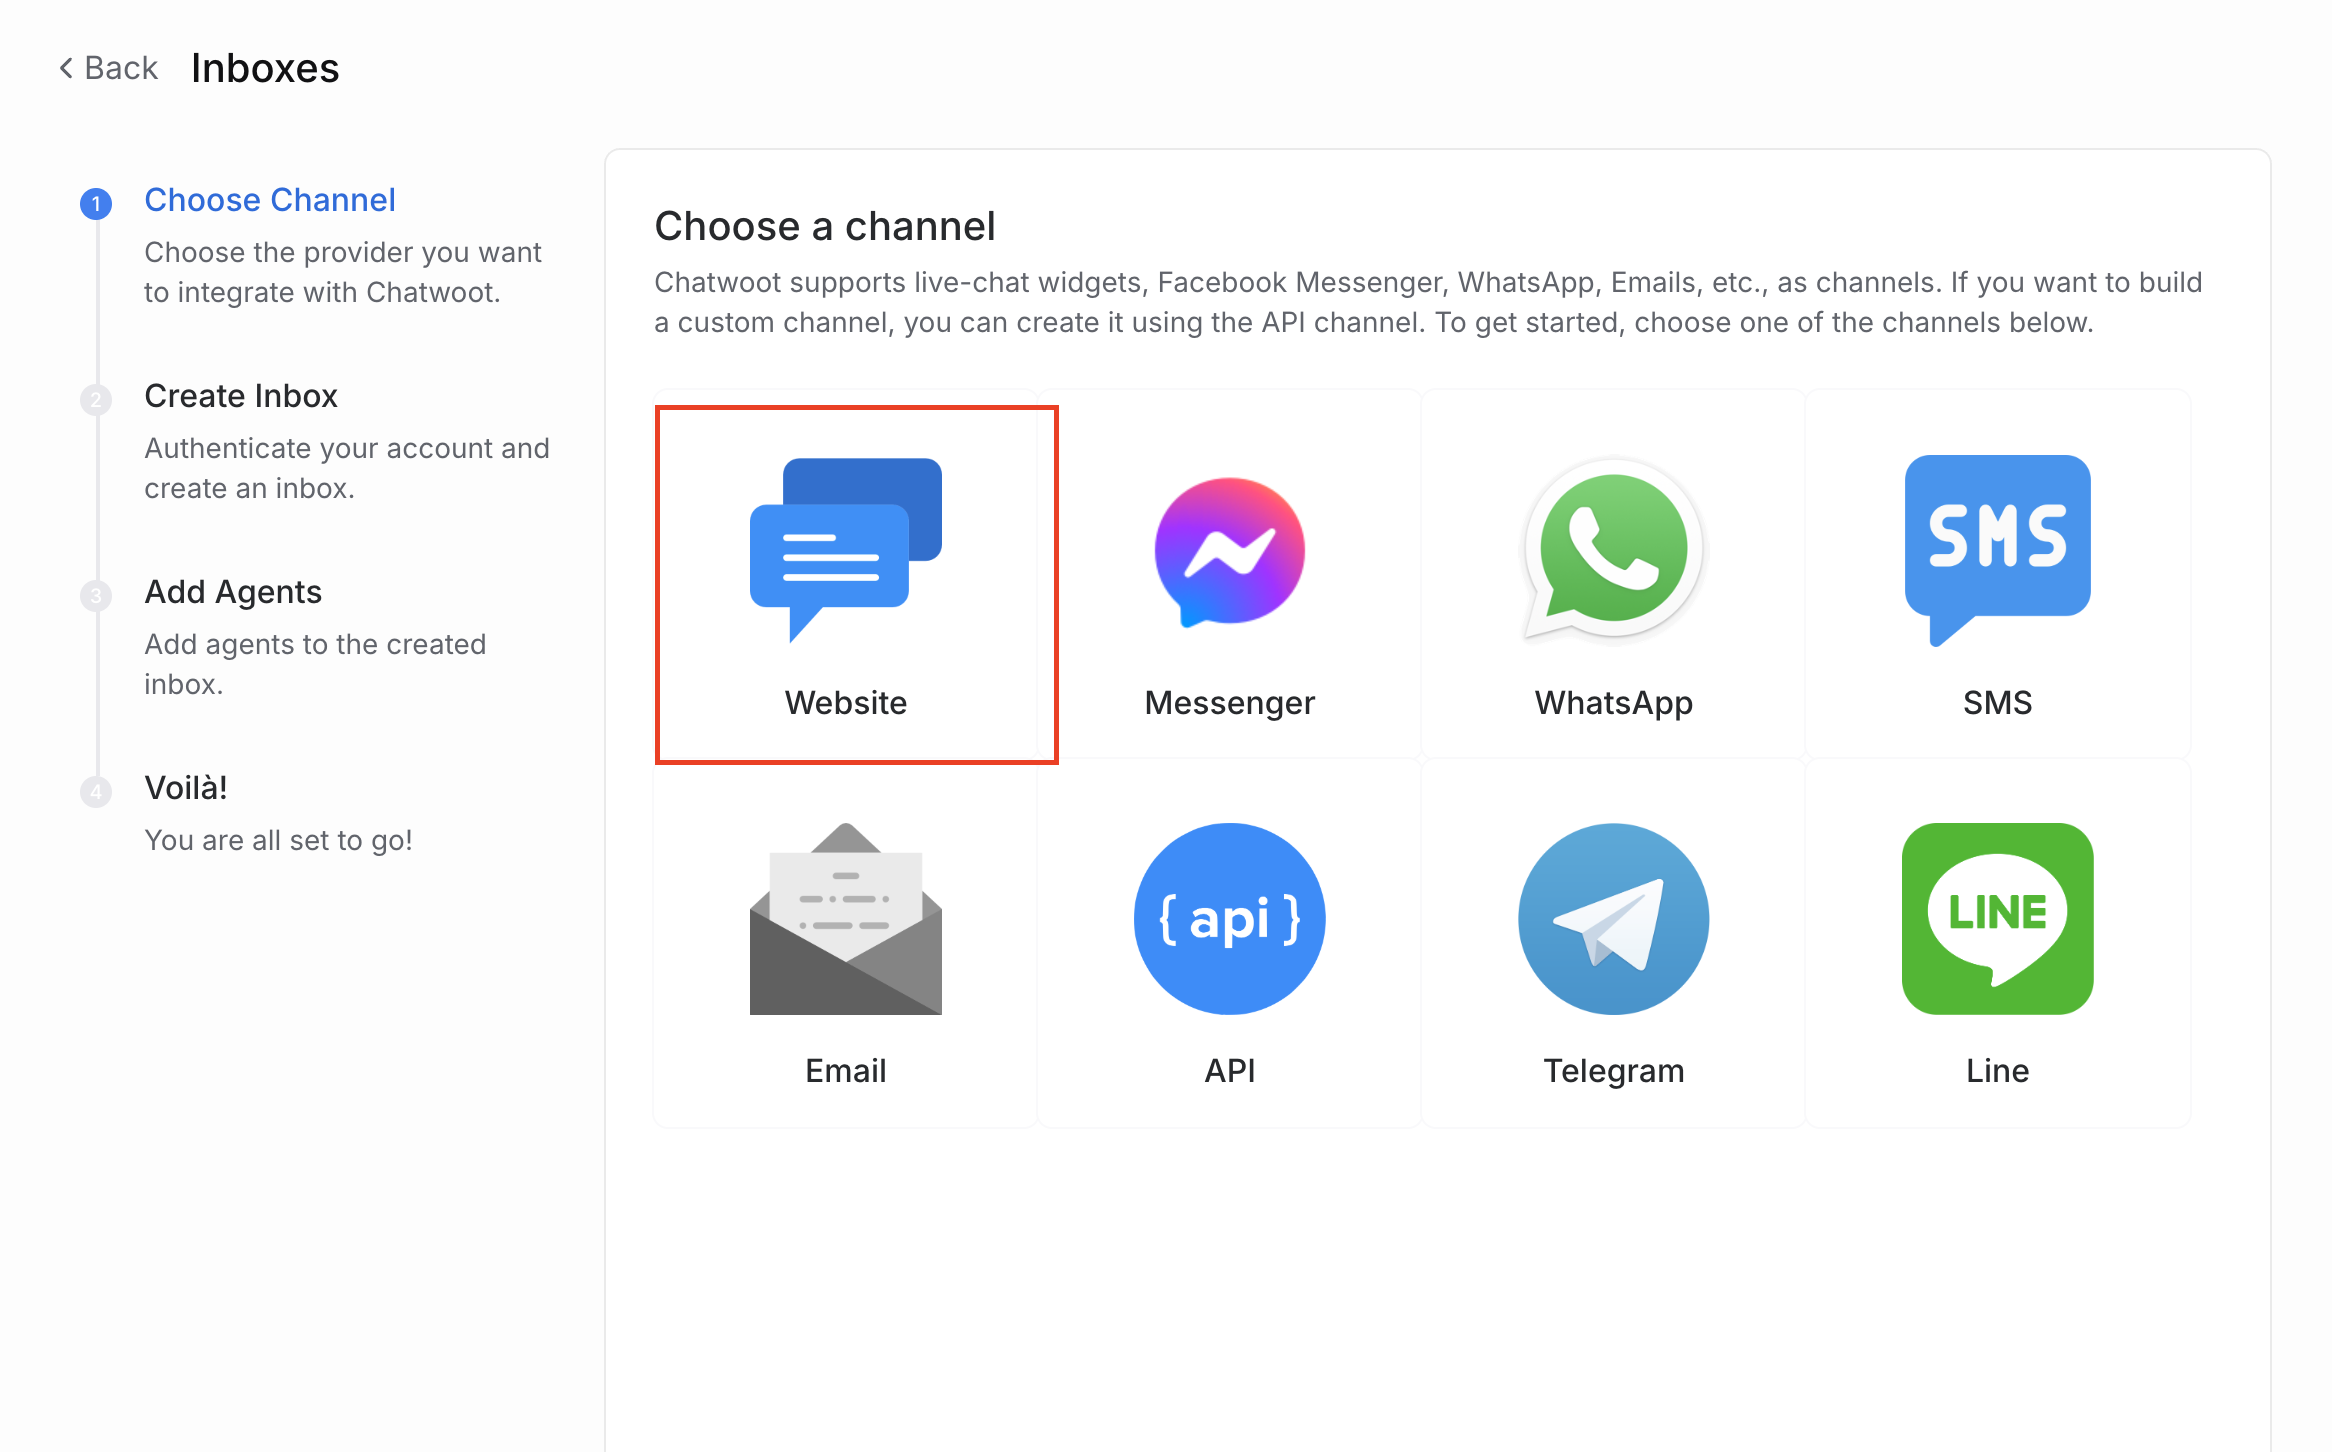 Back Inboxes
1 Choose Channel
Choose the provider you want
to integrate with Chatwoot.
2 Create Inbox
Authenticate your account and
create an inbox.
3 Add Agents
Add agents to the created
inbox.
4 Voilà!
You are all set to go!
Choose a channel
Chatwoot supports live-chat widgets, Facebook Messenger, WhatsApp, Emails, etc., as channels. If you want to build
a custom channel, you can create it using the API channel. To get started, choose one of the channels below.
SMS
Website Messenger WhatsApp SMS
{ api } LINE
Email API Telegram Line